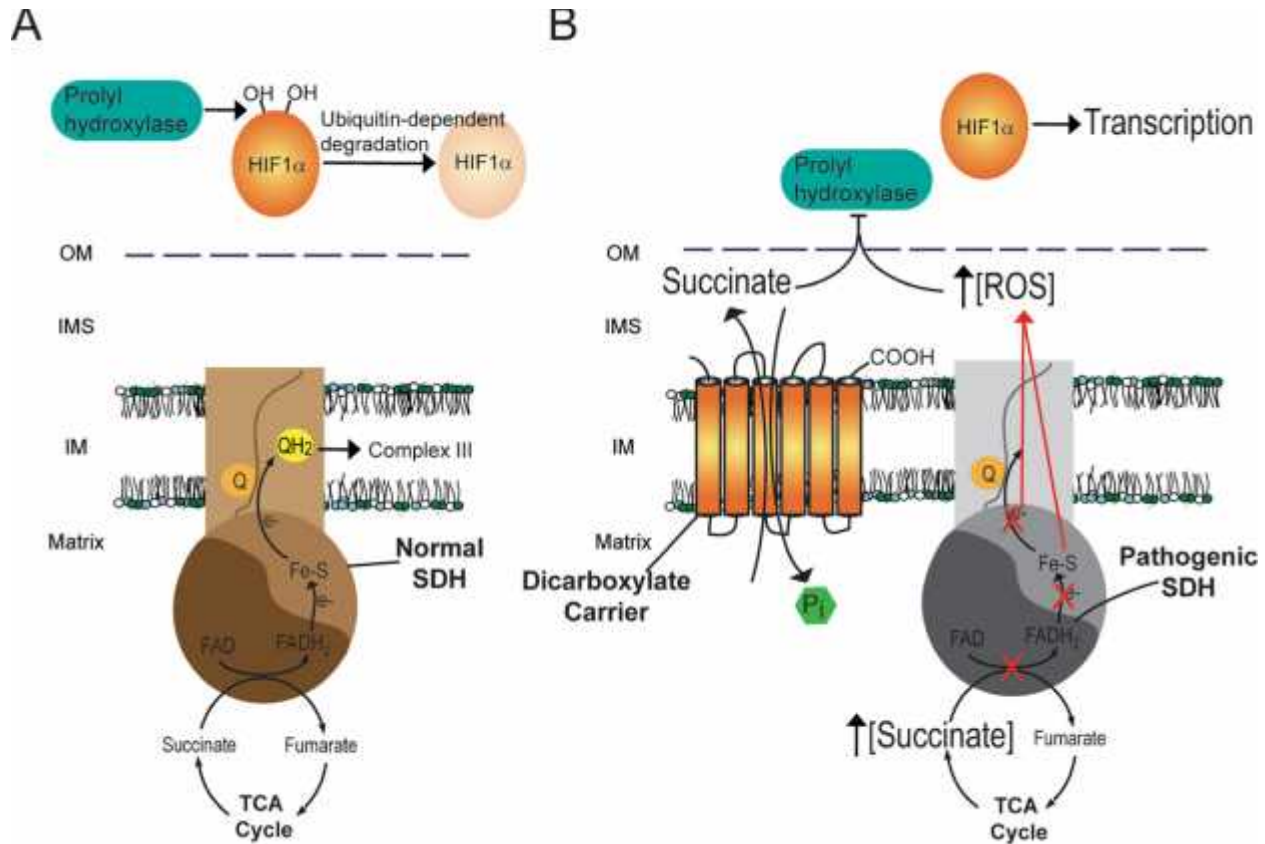 A
Prolyl
hydroxylase
OH OH
HIF1α
Ubiquitin-dependent
degradation
HIF1α
OM
IMS
IM
Matrix
QH2
Complex III
Q
e-
Fe-S
Normal
SDH
e-
FAD
FADH2
Succinate
Fumarate
TCA
Cycle
B
HIF1α
Transcription
Prolyl
hydroxylase
OM
Succinate
[ROS]
IMS
COOH
IM
Q
Matrix
e-
Dicarboxylate
Carrier
Pi
Fe-S
Pathogenic
SDH
e-
FAD
FADH2
[Succinate]
Fumarate
TCA
Cycle